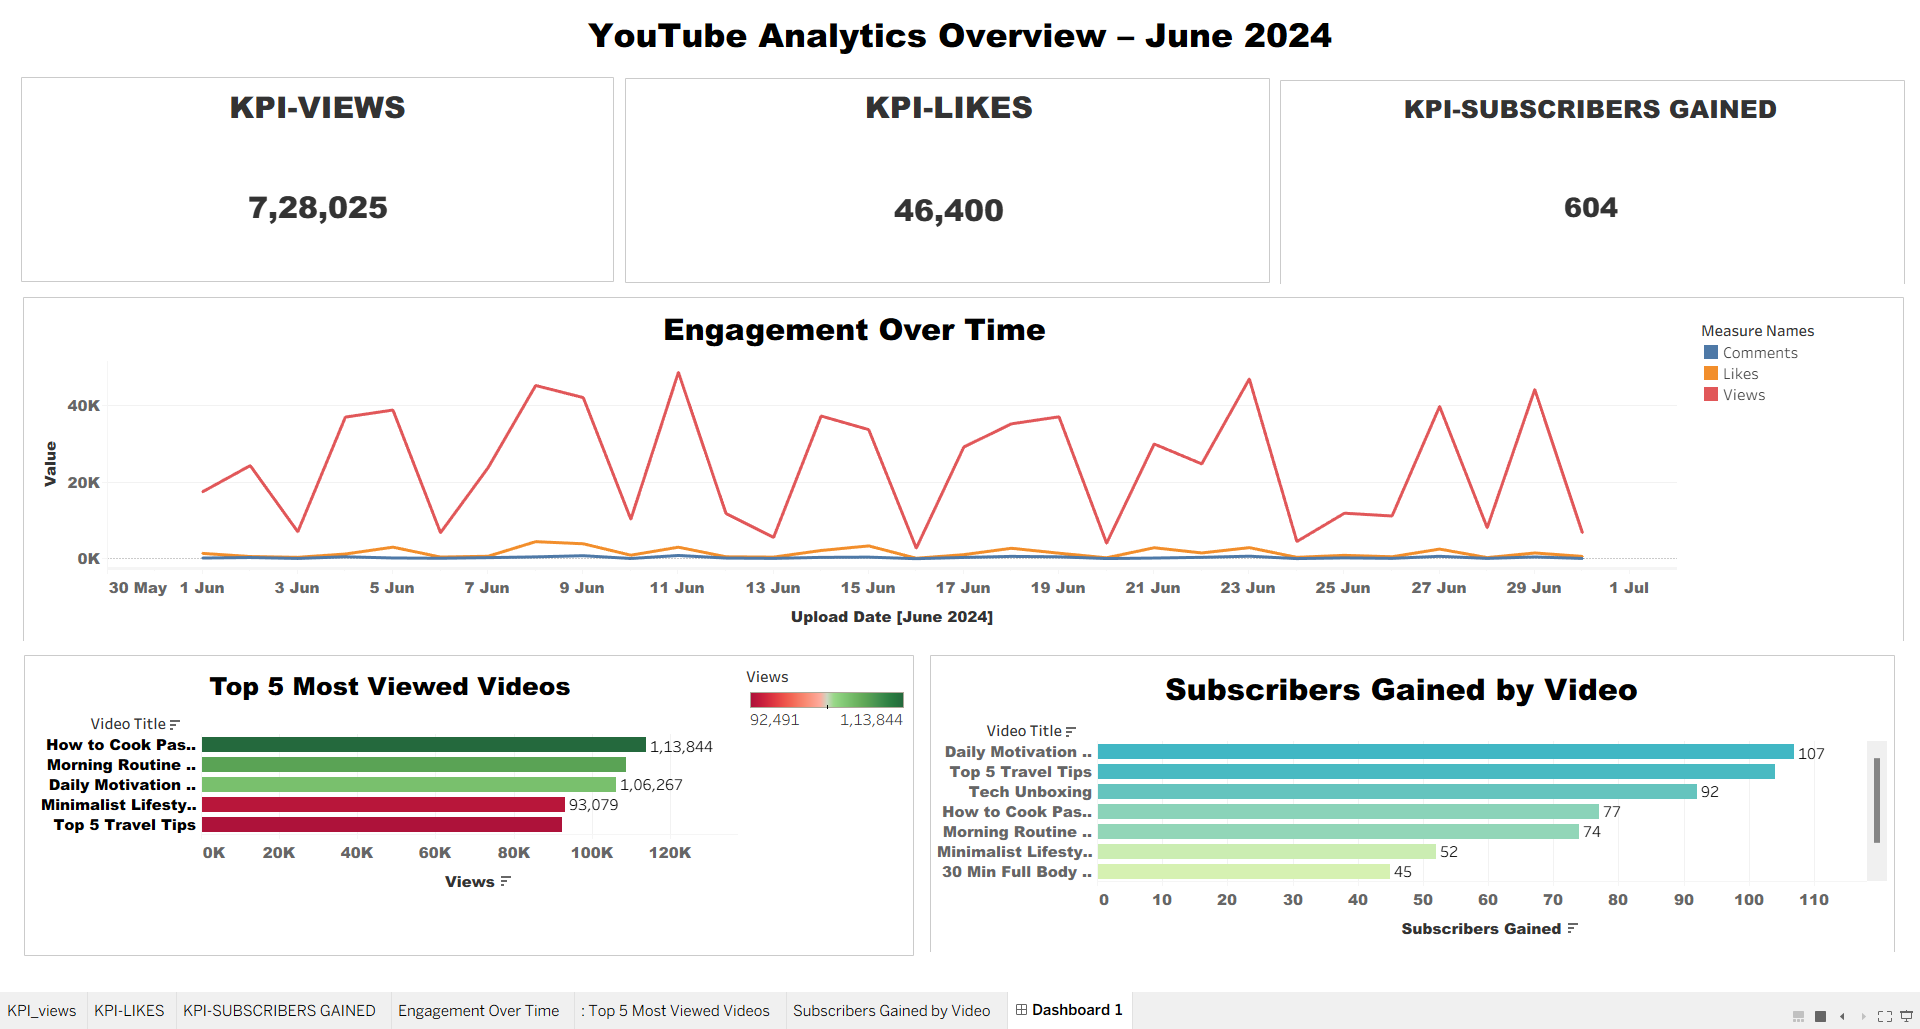 YouTube Analytics Overview – June 2024
KPI-VIEWS
7,28,025
KPI-LIKES
46,400
KPI-SUBSCRIBERS GAINED
604
Engagement Over Time
Measure Names
Comments
Likes
Views
Value
40K
20K
0K
30 May 1 Jun 3 Jun 5 Jun 7 Jun 9 Jun 11 Jun 13 Jun 15 Jun 17 Jun 19 Jun 21 Jun 23 Jun 25 Jun 27 Jun 29 Jun 1 Jul
Upload Date [June 2024]
Top 5 Most Viewed Videos
Views
92,491 1,13,844
Video Title
How to Cook Pas.. 1,13,844
Morning Routine ..
Daily Motivation .. 1,06,267
Minimalist Lifesty.. 93,079
Top 5 Travel Tips
0K 20K 40K 60K 80K 100K 120K
Views
Subscribers Gained by Video
Video Title
Daily Motivation .. 107
Top 5 Travel Tips
Tech Unboxing 92
How to Cook Pas.. 77
Morning Routine .. 74
Minimalist Lifesty.. 52
30 Min Full Body .. 45
0 10 20 30 40 50 60 70 80 90 100 110
Subscribers Gained
KPI_views KPI-LIKES KPI-SUBSCRIBERS GAINED Engagement Over Time : Top 5 Most Viewed Videos Subscribers Gained by Video Dashboard 1